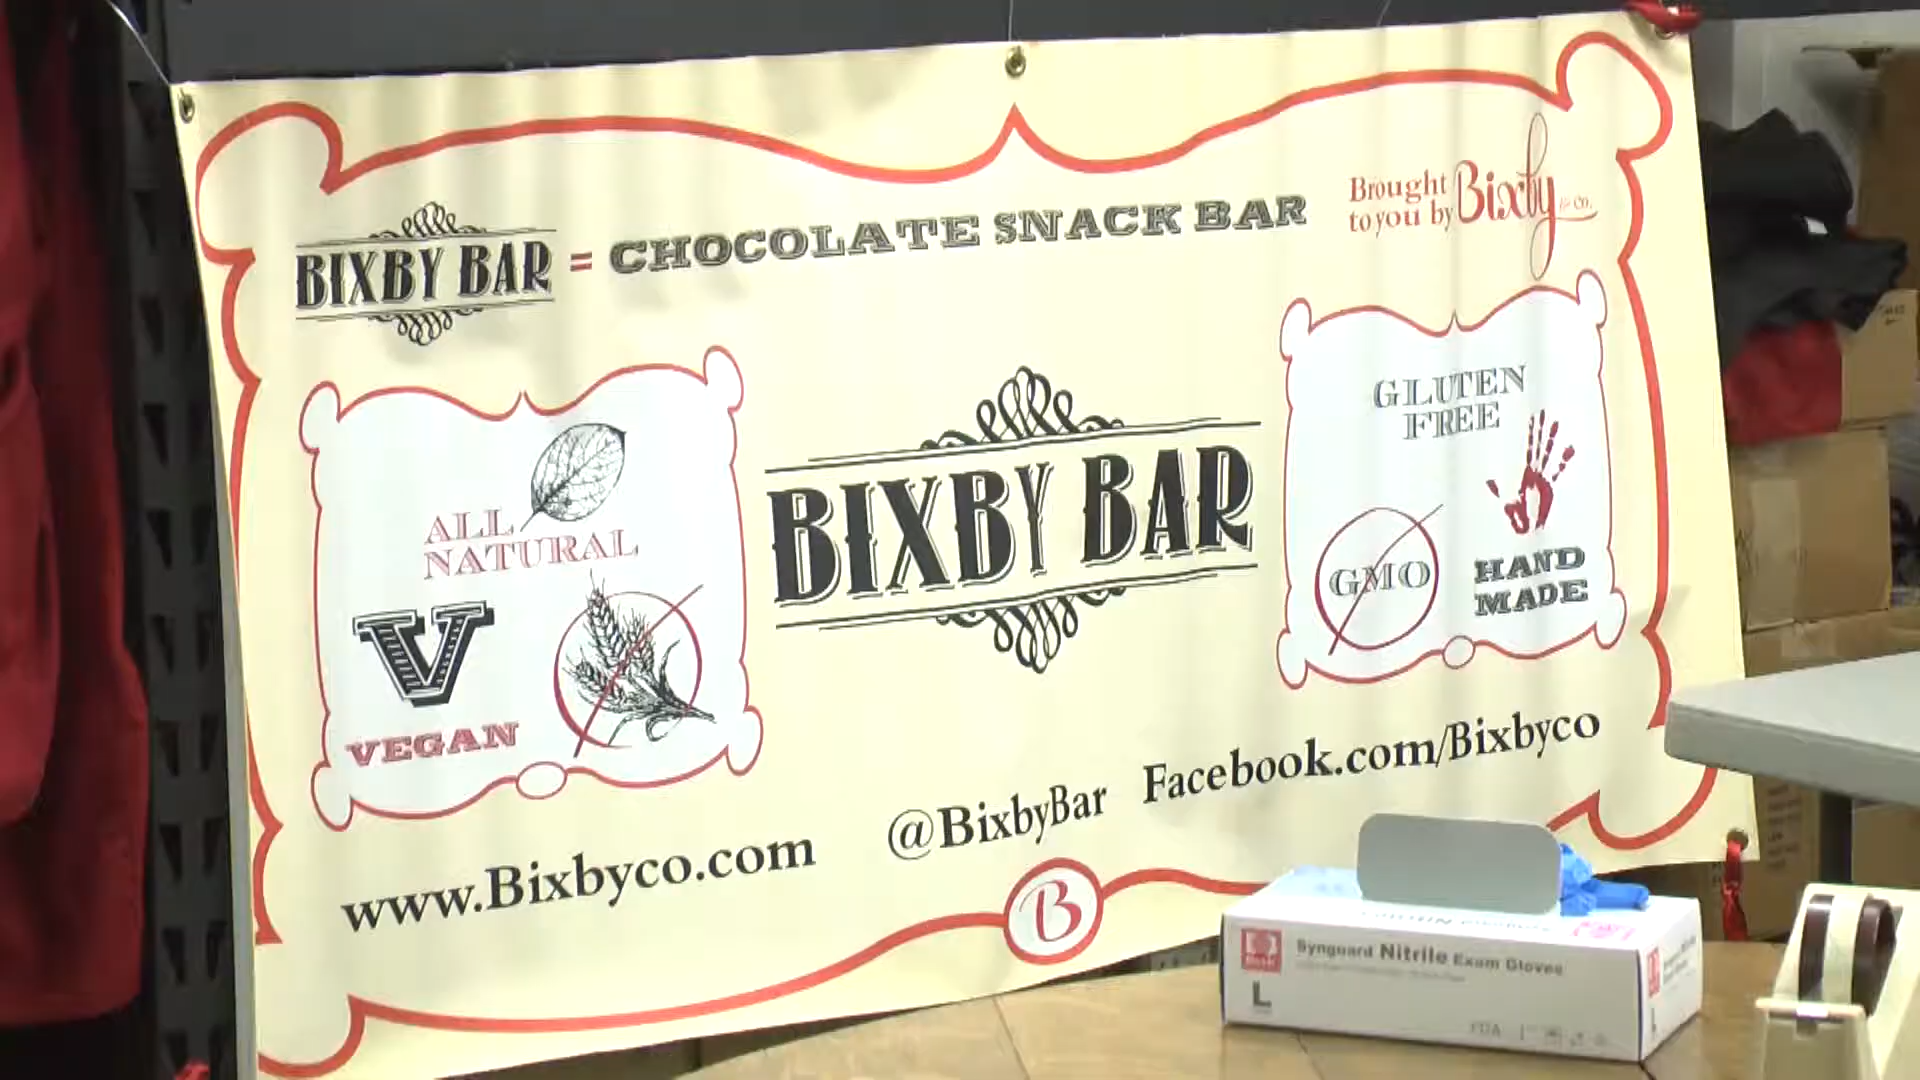 BIXBY BAR = CHOCOLATE SNACK BAR
Brought
to you by Bixby & co.
ALL
NATURAL
V
VEGAN
BIXBY BAR
GLUTEN
FREE
GMO
HAND
MADE
www.Bixbyco.com @BixbyBar Facebook.com/Bixbyco
B
Synguard Nitrile Exam Gloves
L